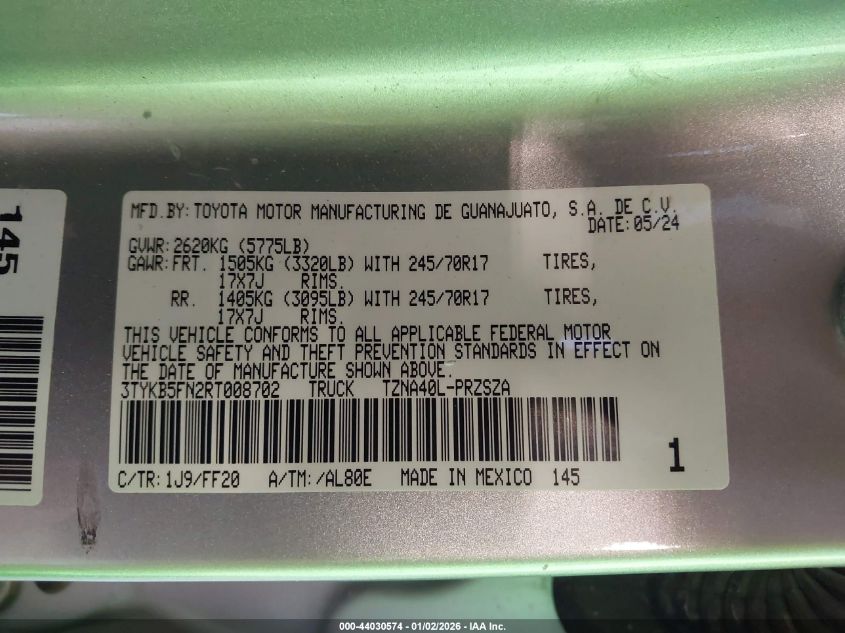 145
MFD.BY:TOYOTA MOTOR MANUFACTURING DE GUANAJUATO, S.A. DE C.V.
DATE:05/24
GVWR:2620KG (5775LB)
GAWR:FRT. 1505KG (3320LB) WITH 245/70R17 TIRES,
17X7J RIMS.
RR. 1405KG (3095LB) WITH 245/70R17 TIRES,
17X7J RIMS.
THIS VEHICLE CONFORMS TO ALL APPLICABLE FEDERAL MOTOR
VEHICLE SAFETY AND THEFT PREVENTION STANDARDS IN EFFECT ON
THE DATE OF MANUFACTURE SHOWN ABOVE.
3TYKB5FN2RT008702 TRUCK TZNA40L-PRZSZA
1
C/TR:1J9/FF20 A/TM:/AL80E MADE IN MEXICO 145
000-44030574 - 01/02/2026 - IAA Inc.